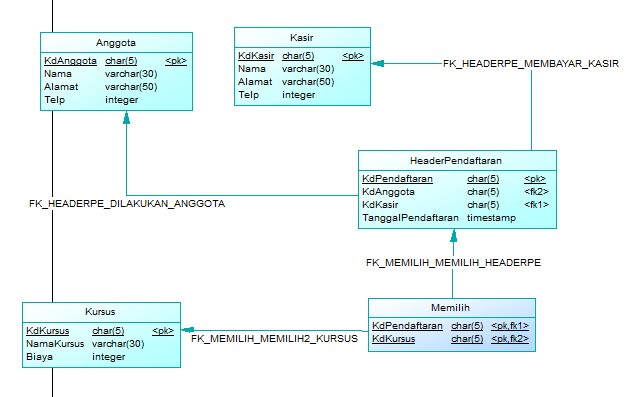 Anggota
KdAnggota char(5) <pk>
Nama varchar(30)
Alamat varchar(50)
Telp integer
Kasir
KdKasir char(5) <pk>
Nama varchar(30)
Alamat varchar(50)
Telp integer
FK_HEADERPE_MEMBAYAR_KASIR
HeaderPendaftaran
KdPendaftaran char(5) <pk>
KdAnggota char(5) <fk2>
KdKasir char(5) <fk1>
TanggalPendaftaran timestamp
FK_HEADERPE_DILAKUKAN_ANGGOTA
FK_MEMILIH_MEMILIH_HEADERPE
Kursus
KdKursus char(5) <pk>
NamaKursus varchar(30)
Biaya integer
FK_MEMILIH_MEMILIH2_KURSUS
Memilih
KdPendaftaran char(5) <pk,fk1>
KdKursus char(5) <pk,fk2>